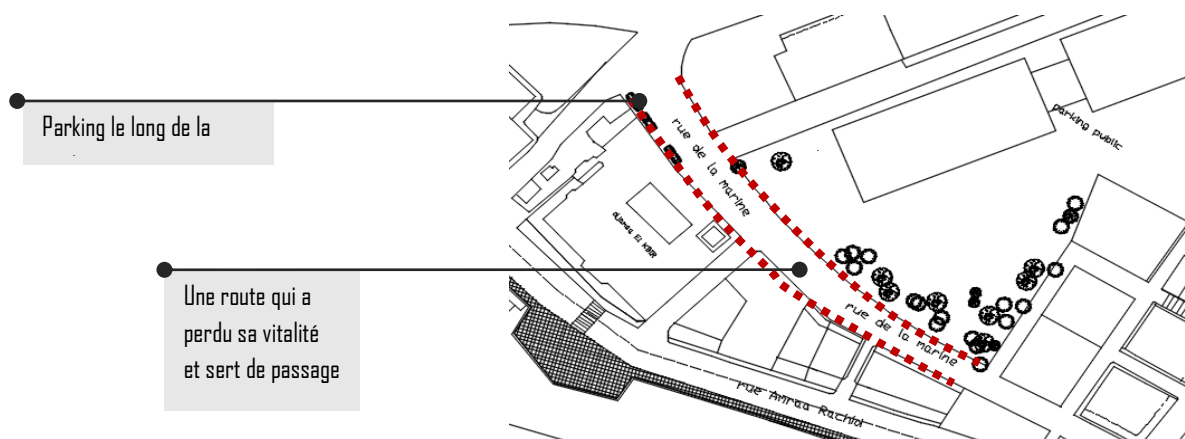 Parking le long de la
Une route qui a
perdu sa vitalité
et sert de passage
rue de la marine
parking public
rue de la marine
rue Amraa Rachid